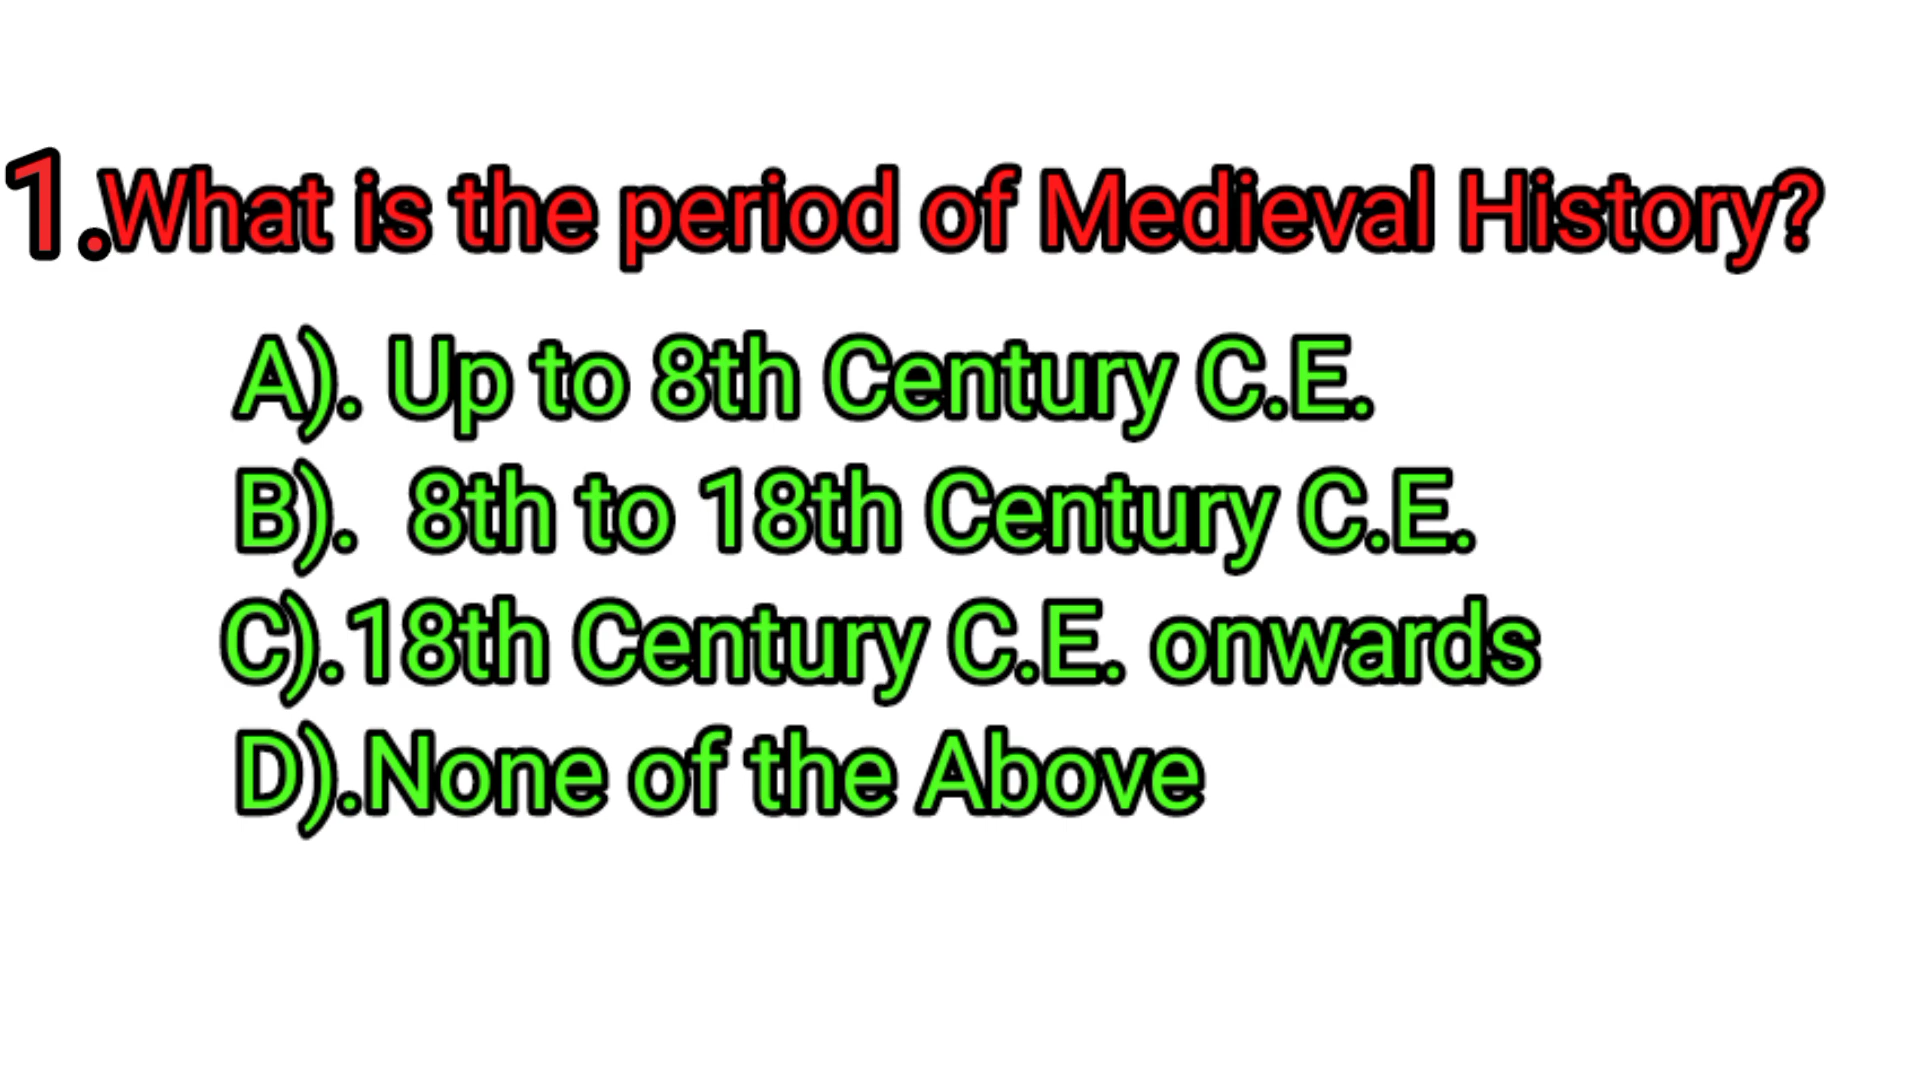 1.What is the period of Medieval History?
A). Up to 8th Century C.E.
B). 8th to 18th Century C.E.
C).18th Century C.E. onwards
D).None of the Above